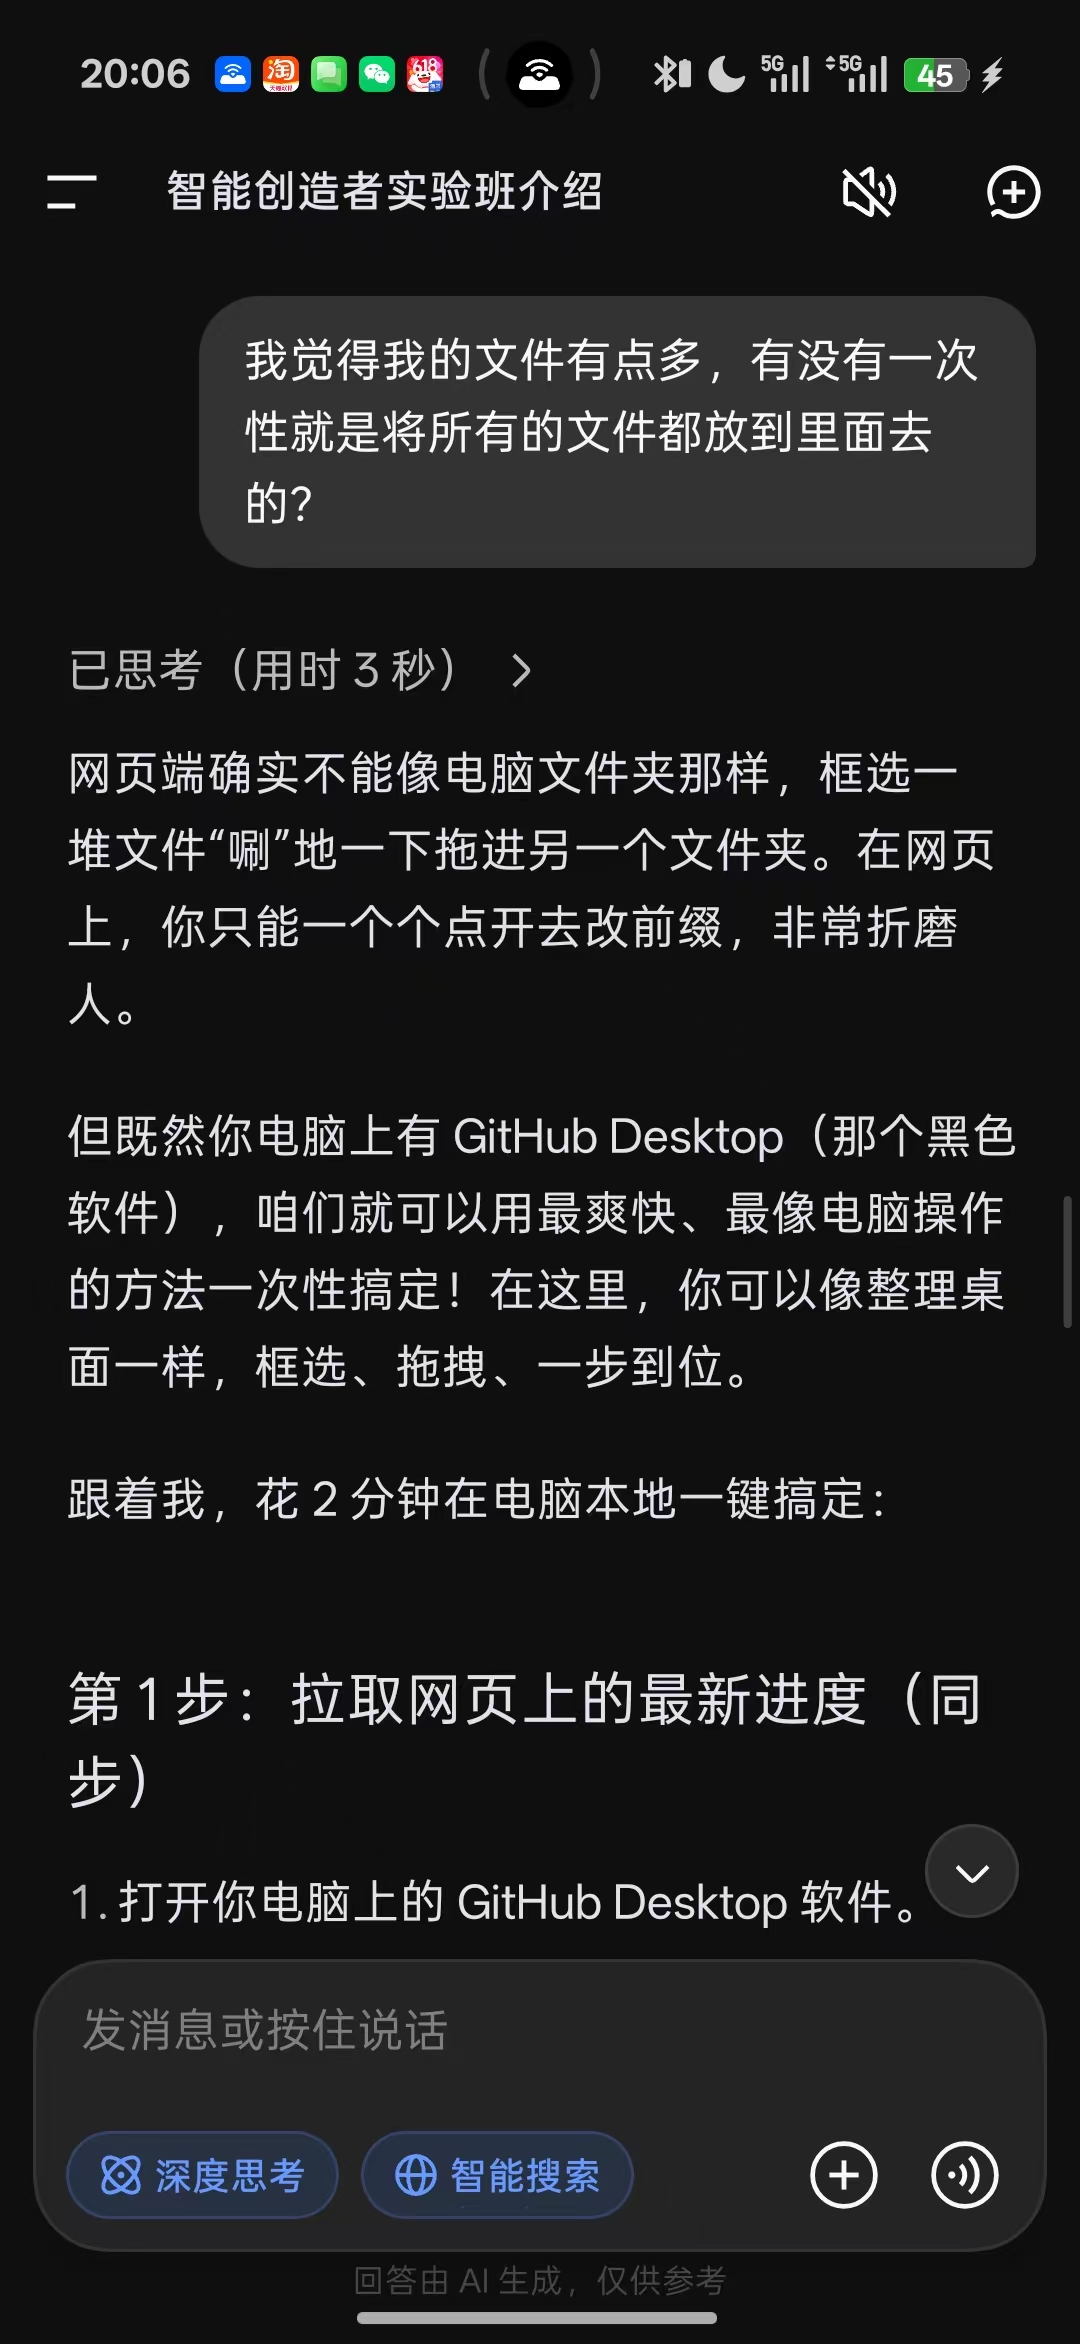 20:06
淘
天猫双11
618
5G
5G
45
智能创造者实验班介绍
我觉得我的文件有点多，有没有一次
性就是将所有的文件都放到里面去
的？
已思考（用时 3 秒）
网页端确实不能像电脑文件夹那样，框选一
堆文件“唰”地一下拖进另一个文件夹。在网页
上，你只能一个个点开去改前缀，非常折磨
人。
但既然你电脑上有 GitHub Desktop（那个黑色
软件），咱们就可以用最爽快、最像电脑操作
的方法一次性搞定！在这里，你可以像整理桌
面一样，框选、拖拽、一步到位。
跟着我，花 2 分钟在电脑本地一键搞定：
第 1 步：拉取网页上的最新进度（同
步）
1. 打开你电脑上的 GitHub Desktop 软件。
发消息或按住说话
深度思考
智能搜索
回答由 AI 生成，仅供参考